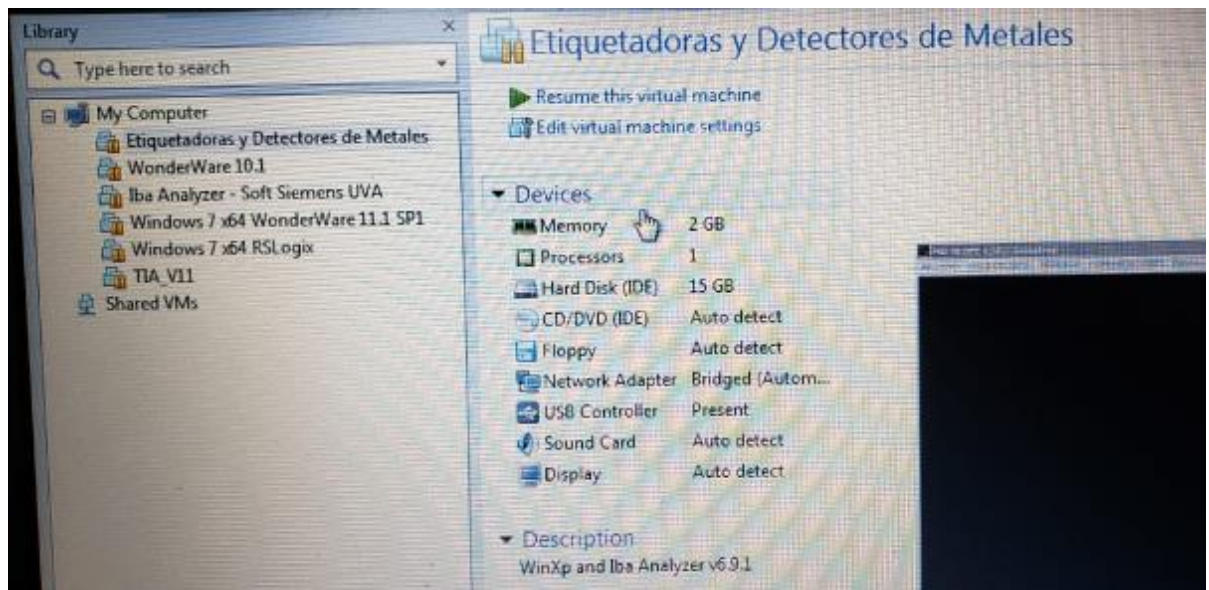 Library
Type here to search
My Computer
Etiquetadoras y Detectores de Metales
WonderWare 10.1
Iba Analyzer - Soft Siemens UVA
Windows 7 x64 WonderWare 11.1 SP1
Windows 7 x64 RSLogix
TIA_V11
Shared VMs
Etiquetadoras y Detectores de Metales
Resume this virtual machine
Edit virtual machine settings
Devices
Memory 2 GB
Processors 1
Hard Disk (IDE) 15 GB
CD/DVD (IDE) Auto detect
Floppy Auto detect
Network Adapter Bridged (Autom...
USB Controller Present
Sound Card Auto detect
Display Auto detect
Description
WinXp and Iba Analyzer v6.9.1